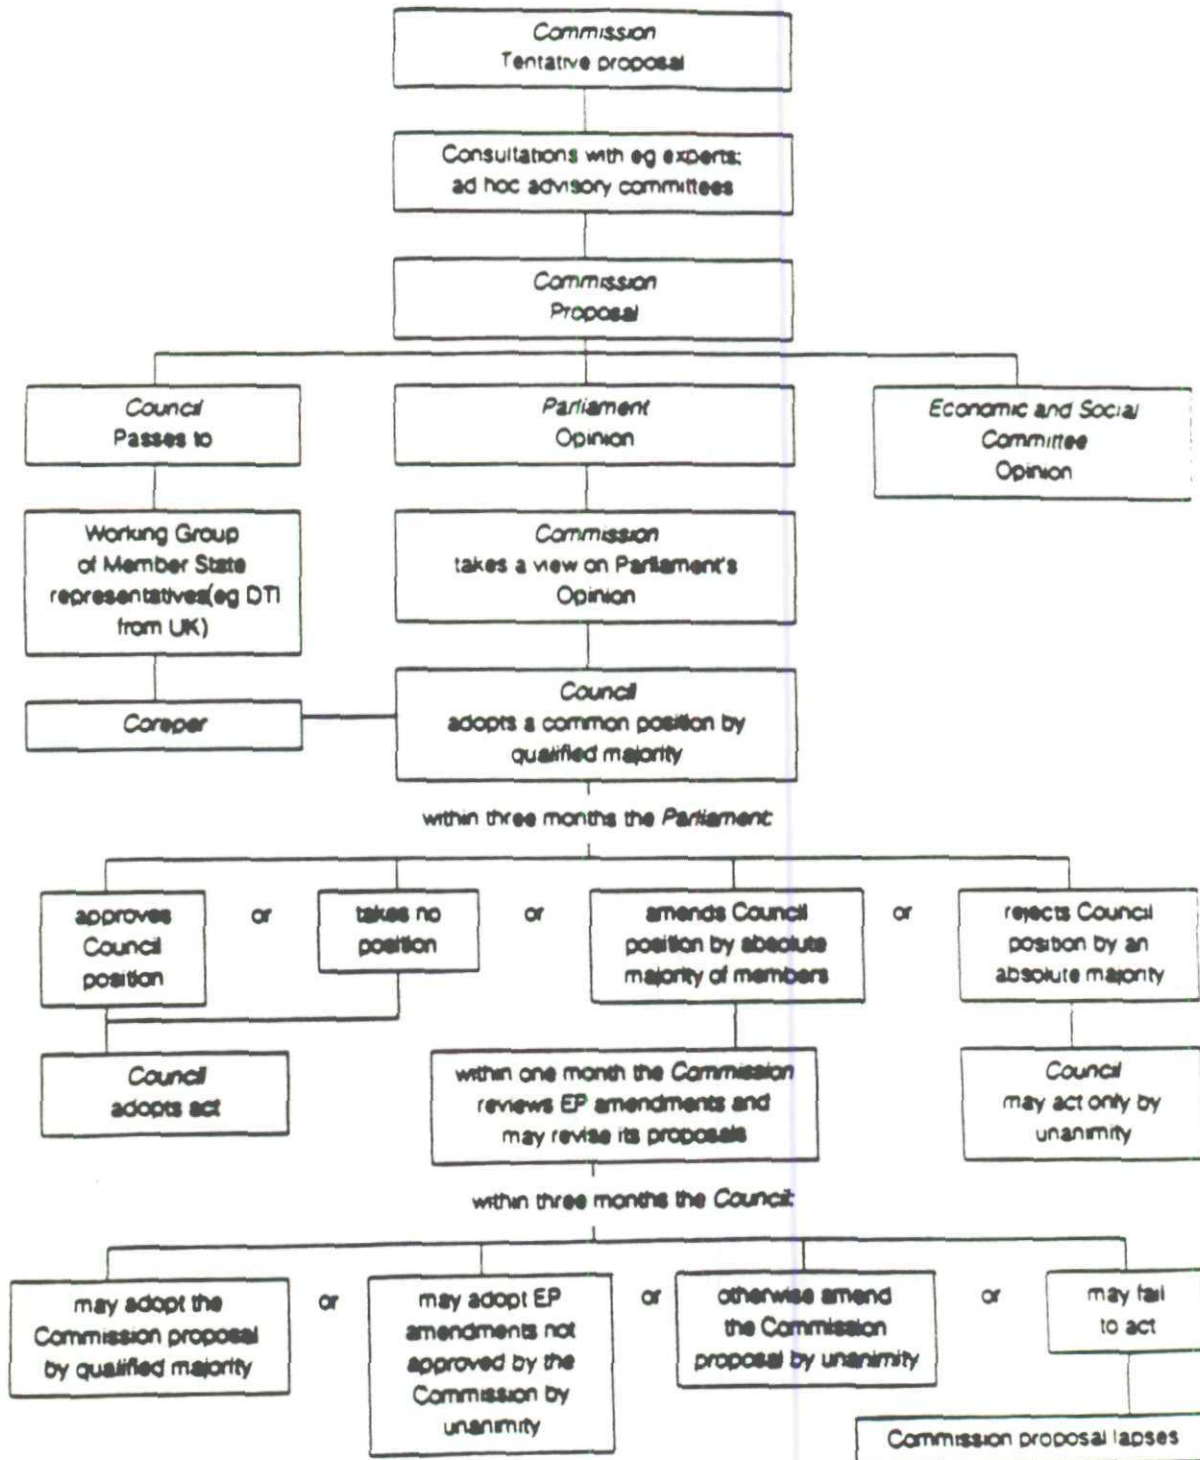 Commission
Tentative proposal
Consultations with eg experts;
ad hoc advisory committees
Commission
Proposal
Council
Passes to
Parliament
Opinion
Economic and Social
Committee
Opinion
Working Group
of Member State
representatives(eg DTI
from UK)
Commission
takes a view on Parliament's
Opinion
Coreper
Council
adopts a common position by
qualified majority
within three months the Parliament:
approves
Council
position
or
takes no
position
or
amends Council
position by absolute
majority of members
or
rejects Council
position by an
absolute majority
Council
adopts act
within one month the Commission
reviews EP amendments and
may revise its proposals
Council
may act only by
unanimity
within three months the Council:
may adopt the
Commission proposal
by qualified majority
or
may adopt EP
amendments not
approved by the
Commission by
unanimity
or
otherwise amend
the Commission
proposal by unanimity
or
may fail
to act
Commission proposal lapses